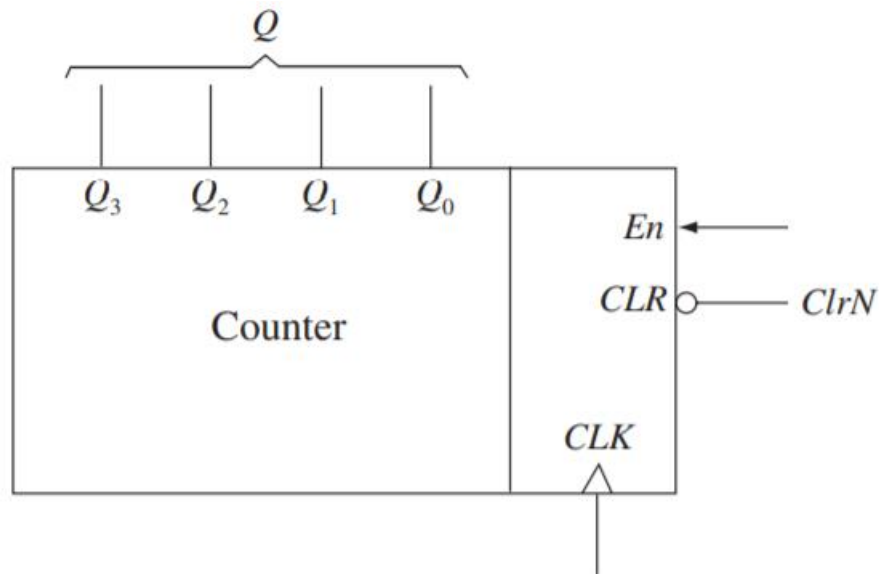 Q
Q₃ Q₂ Q₁ Q₀
En
CLR ClrN
Counter
CLK